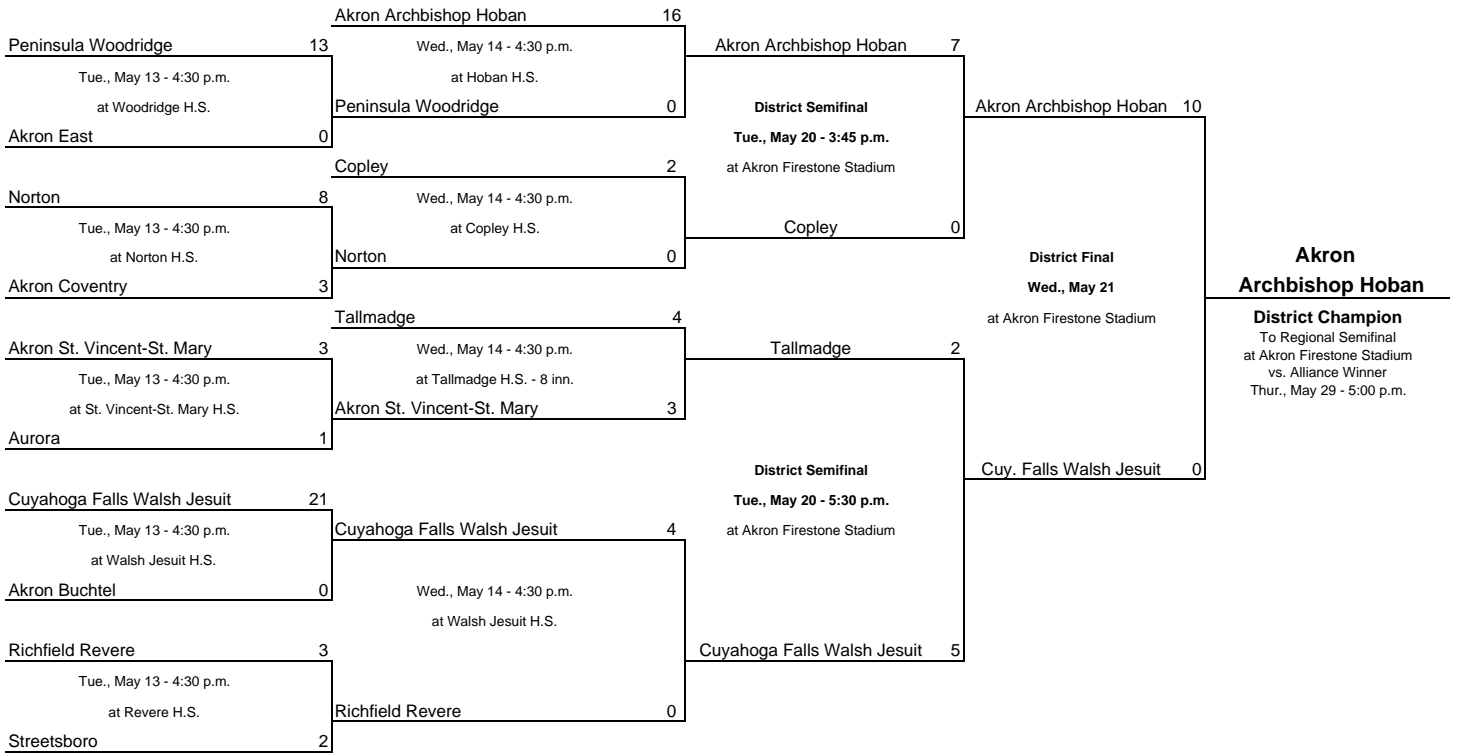 Akron Archbishop Hoban 16
Peninsula Woodridge 13
Wed., May 14 - 4:30 p.m.
Akron Archbishop Hoban 7
Tue., May 13 - 4:30 p.m.
at Hoban H.S.
at Woodridge H.S.
Peninsula Woodridge 0
District Semifinal
Akron Archbishop Hoban 10
Akron East 0
Tue., May 20 - 3:45 p.m.
Copley 2
at Akron Firestone Stadium
Norton 8
Wed., May 14 - 4:30 p.m.
Tue., May 13 - 4:30 p.m.
at Copley H.S.
Copley 0
at Norton H.S.
Norton 0
District Final
Akron
Akron Coventry 3
Wed., May 21
Archbishop Hoban
Tallmadge 4
at Akron Firestone Stadium
District Champion
To Regional Semifinal
Akron St. Vincent-St. Mary 3
Wed., May 14 - 4:30 p.m.
Tallmadge 2
at Akron Firestone Stadium
vs. Alliance Winner
Tue., May 13 - 4:30 p.m.
at Tallmadge H.S. - 8 inn.
Thur., May 29 - 5:00 p.m.
at St. Vincent-St. Mary H.S.
Akron St. Vincent-St. Mary 3
Aurora 1
District Semifinal
Cuy. Falls Walsh Jesuit 0
Cuyahoga Falls Walsh Jesuit 21
Tue., May 20 - 5:30 p.m.
Tue., May 13 - 4:30 p.m.
Cuyahoga Falls Walsh Jesuit 4
at Akron Firestone Stadium
at Walsh Jesuit H.S.
Akron Buchtel 0
Wed., May 14 - 4:30 p.m.
at Walsh Jesuit H.S.
Richfield Revere 3
Cuyahoga Falls Walsh Jesuit 5
Tue., May 13 - 4:30 p.m.
at Revere H.S.
Richfield Revere 0
Streetsboro 2